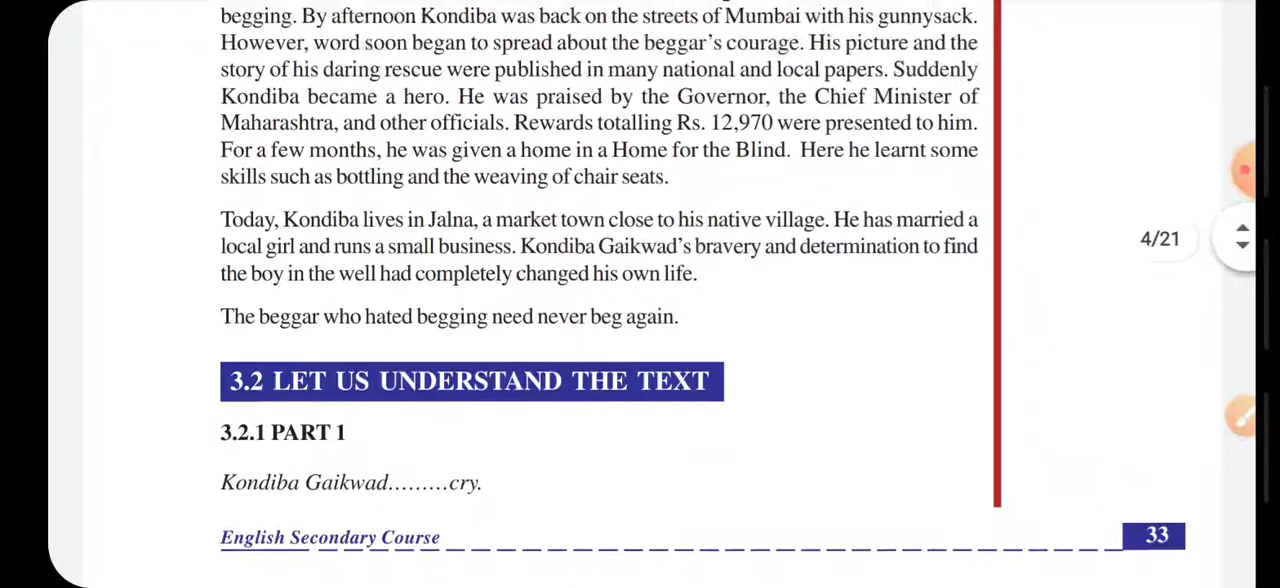 begging. By afternoon Kondiba was back on the streets of Mumbai with his gunnysack.
However, word soon began to spread about the beggar's courage. His picture and the
story of his daring rescue were published in many national and local papers. Suddenly
Kondiba became a hero. He was praised by the Governor, the Chief Minister of
Maharashtra, and other officials. Rewards totalling Rs. 12,970 were presented to him.
For a few months, he was given a home in a Home for the Blind. Here he learnt some
skills such as bottling and the weaving of chair seats.
Today, Kondiba lives in Jalna, a market town close to his native village. He has married a
local girl and runs a small business. Kondiba Gaikwad's bravery and determination to find
the boy in the well had completely changed his own life.
The beggar who hated begging need never beg again.
3.2 LET US UNDERSTAND THE TEXT
3.2.1 PART 1
Kondiba Gaikwad.........cry.
English Secondary Course
33
4/21